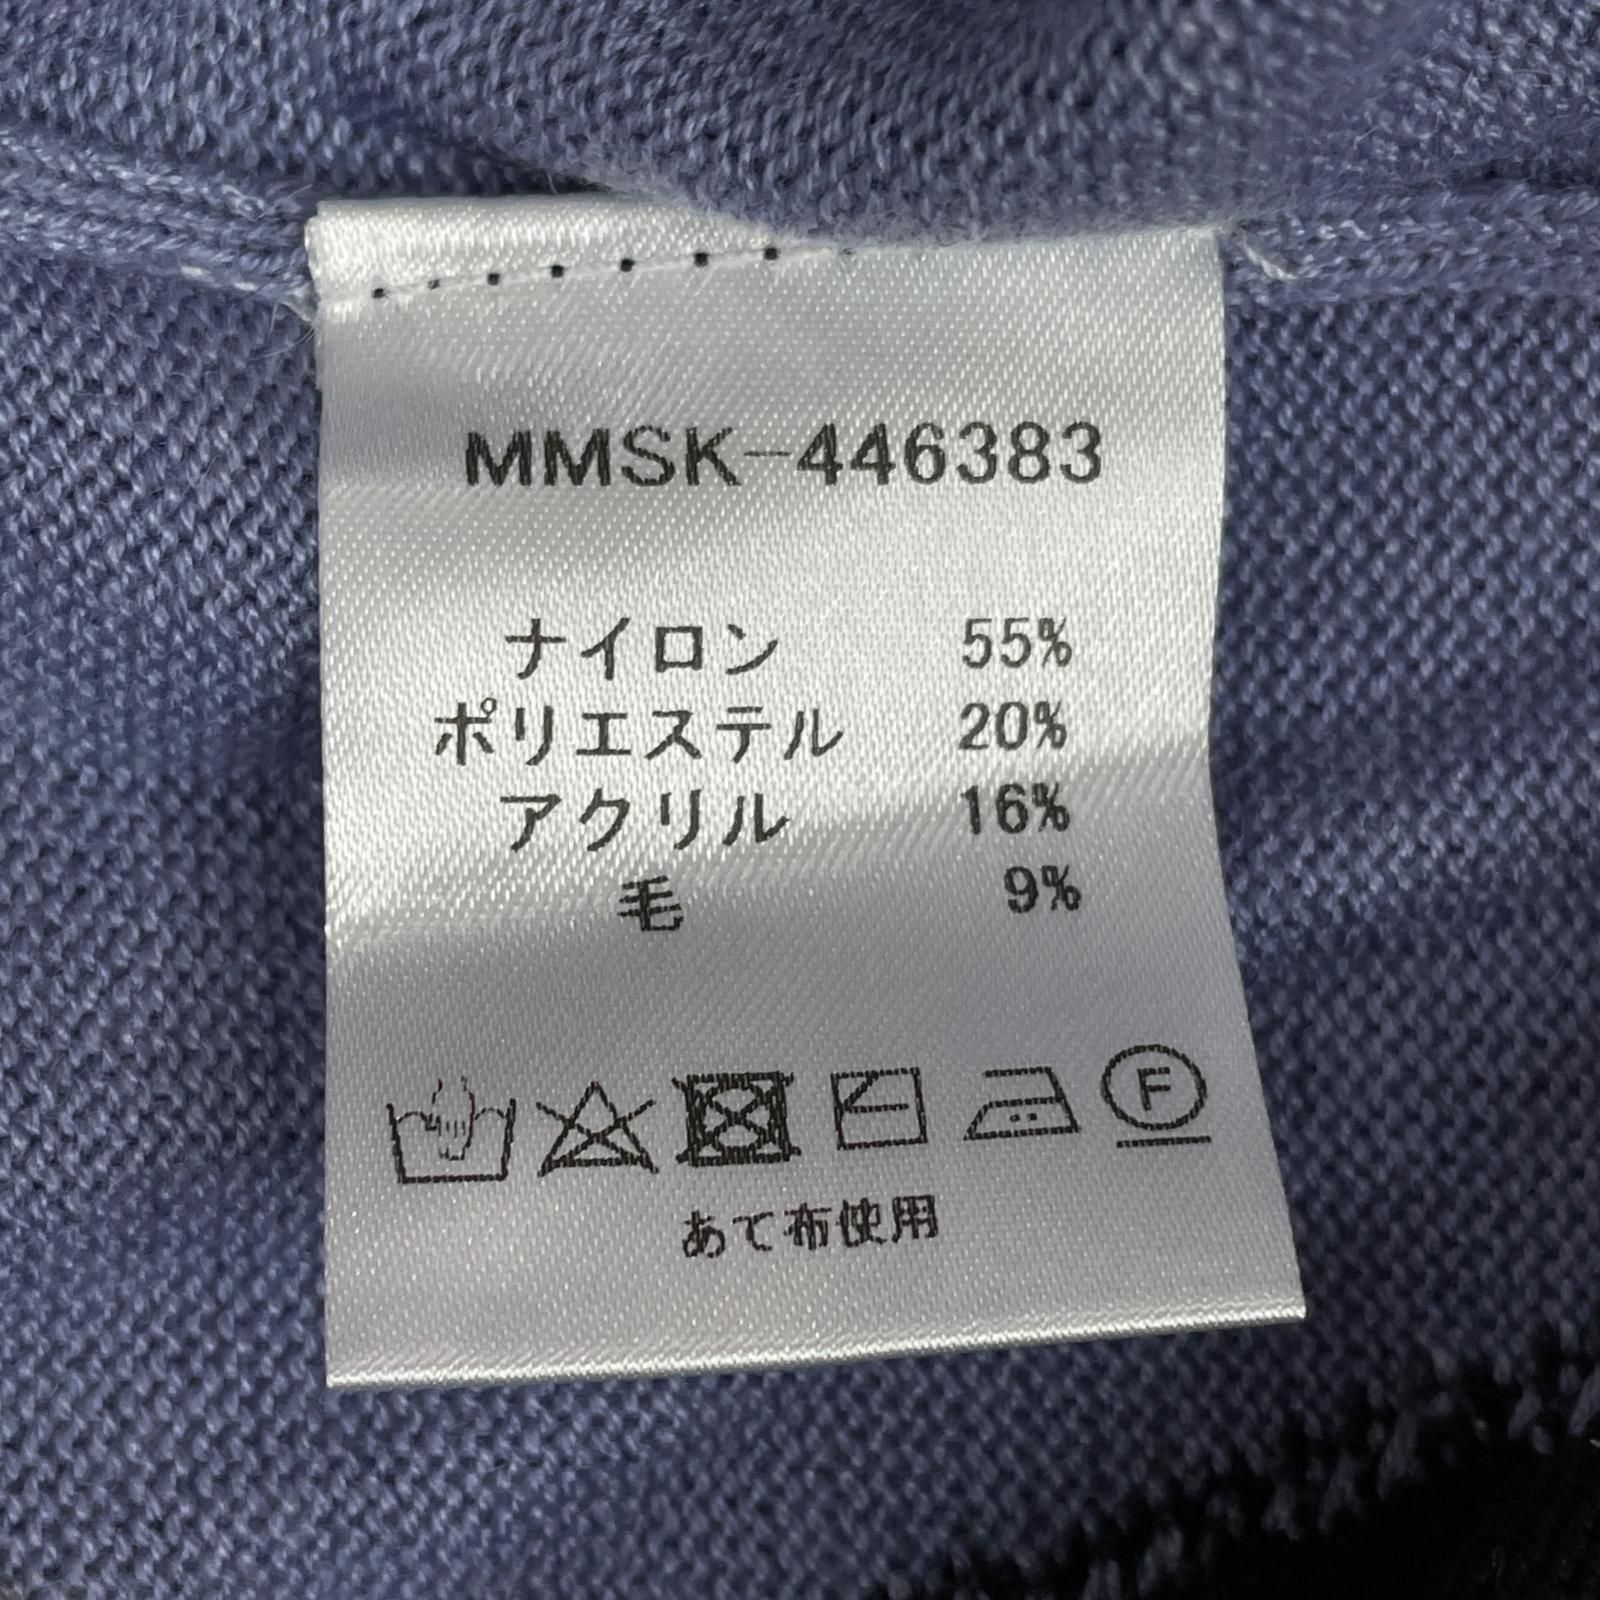 MMSK-446383
ナイロン 55%
ポリエステル 20%
アクリル 16%
毛 9%
F
あて布使用